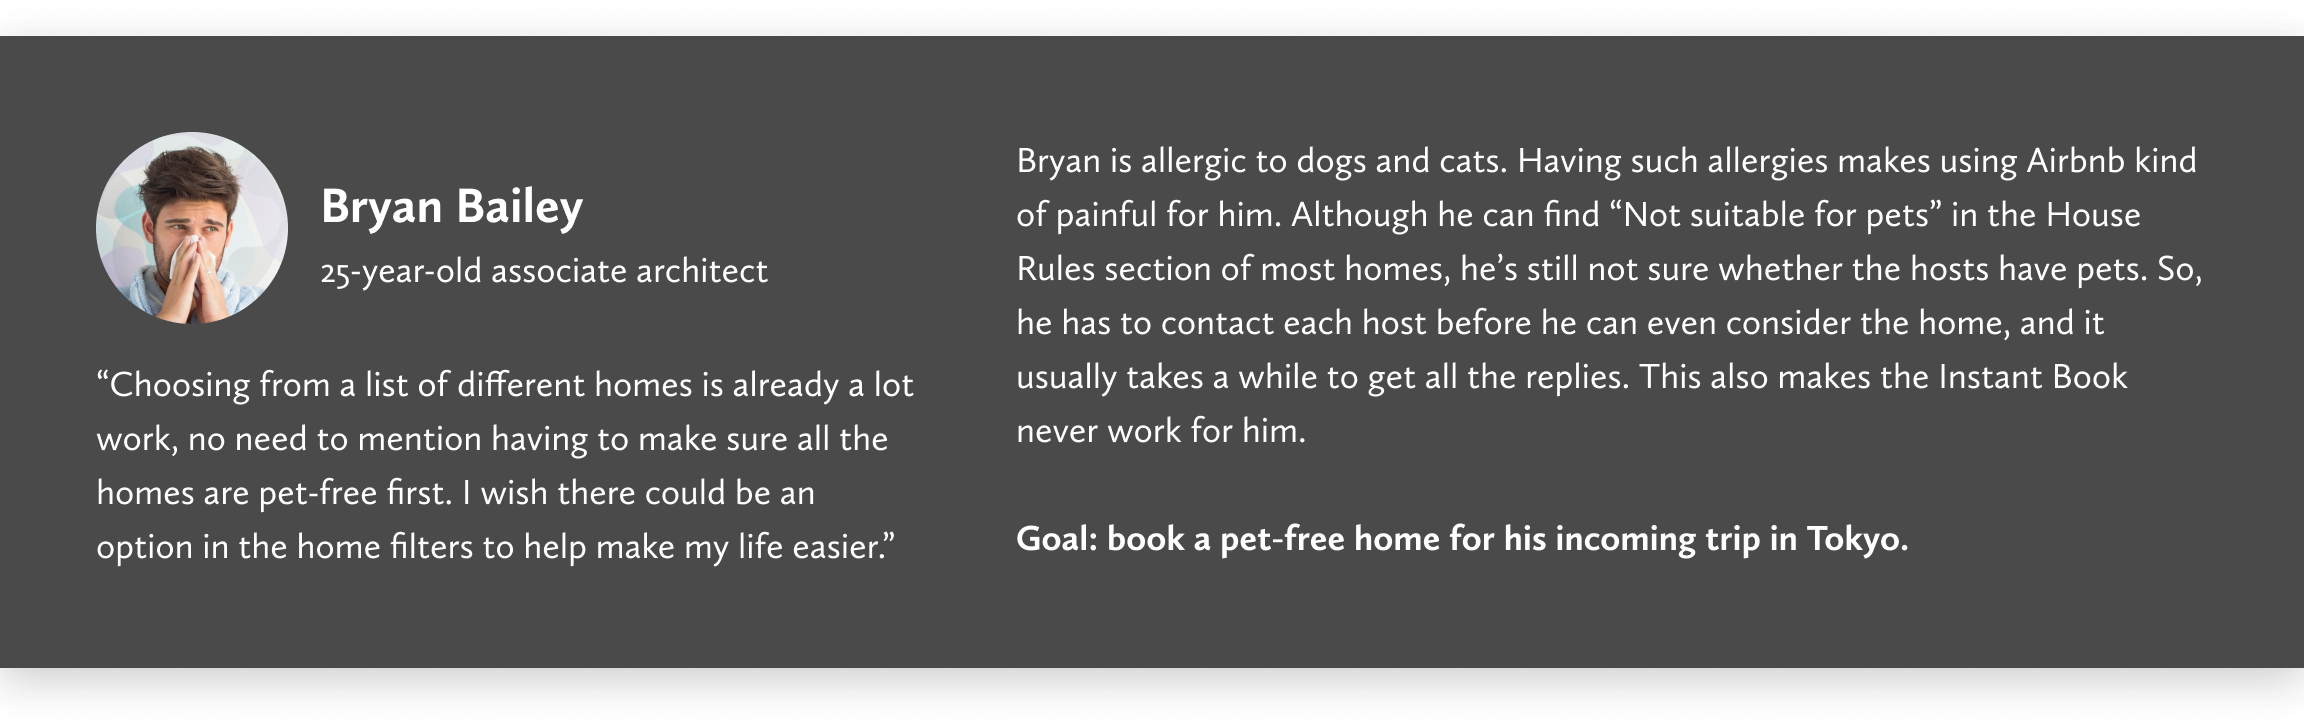 Bryan Bailey
25-year-old associate architect
“Choosing from a list of different homes is already a lot
work, no need to mention having to make sure all the
homes are pet-free first. I wish there could be an
option in the home filters to help make my life easier.”
Bryan is allergic to dogs and cats. Having such allergies makes using Airbnb kind
of painful for him. Although he can find “Not suitable for pets” in the House
Rules section of most homes, he’s still not sure whether the hosts have pets. So,
he has to contact each host before he can even consider the home, and it
usually takes a while to get all the replies. This also makes the Instant Book
never work for him.
Goal: book a pet-free home for his incoming trip in Tokyo.